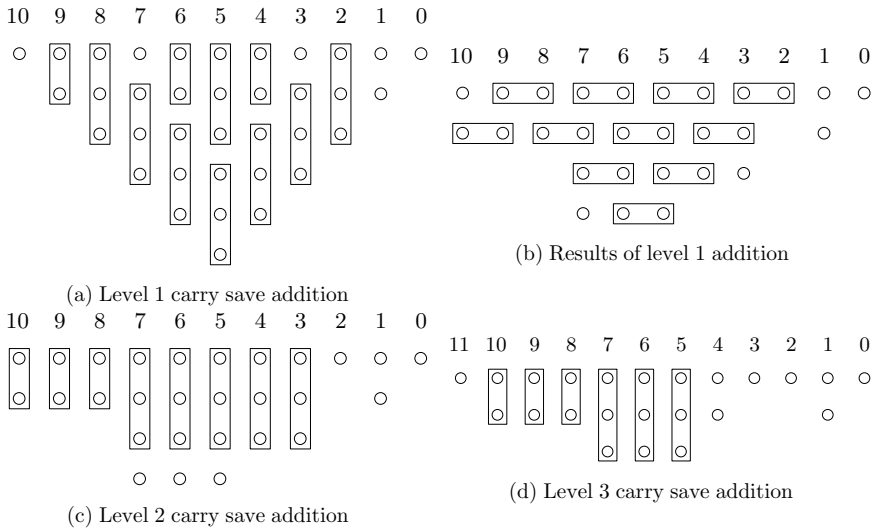 10 9 8 7 6 5 4 3 2 1 0
(a) Level 1 carry save addition
10 9 8 7 6 5 4 3 2 1 0
(b) Results of level 1 addition
10 9 8 7 6 5 4 3 2 1 0
(c) Level 2 carry save addition
11 10 9 8 7 6 5 4 3 2 1 0
(d) Level 3 carry save addition